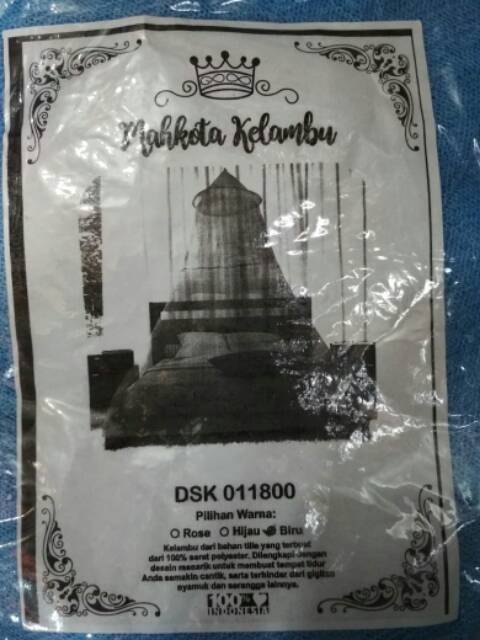 Mahkota Kelambu
DSK 011800
Pilihan Warna:
Rose Hijau Biru
Kelambu dari bahan tille yang terbuat
dari 100% serat polyester. Dilengkapi dengan
desain menarik untuk membuat tempat tidur
Anda semakin cantik, serta terhindar dari gigitan
nyamuk dan serangga lainnya.
100%
INDONESIA